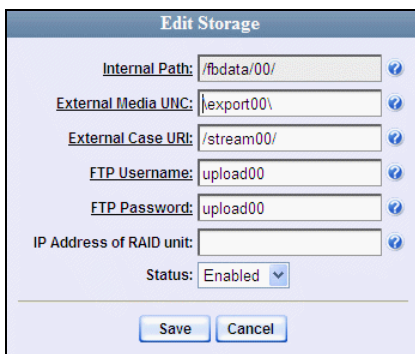 Edit Storage
Internal Path: /fbdata/00/
External Media UNC: \export00\
External Case URI: /stream00/
FTP Username: upload00
FTP Password: upload00
IP Address of RAID unit:
Status: Enabled
Save Cancel